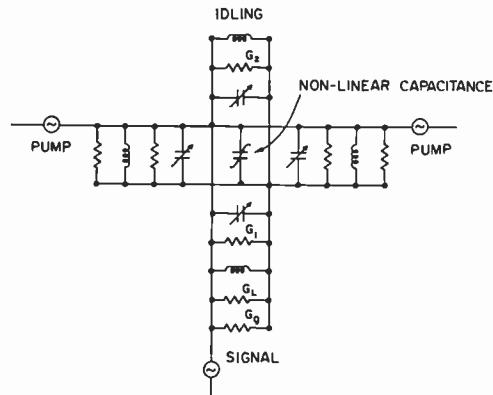 IDLING
G2
NON-LINEAR CAPACITANCE
PUMP
PUMP
G1
GL
Gg
SIGNAL